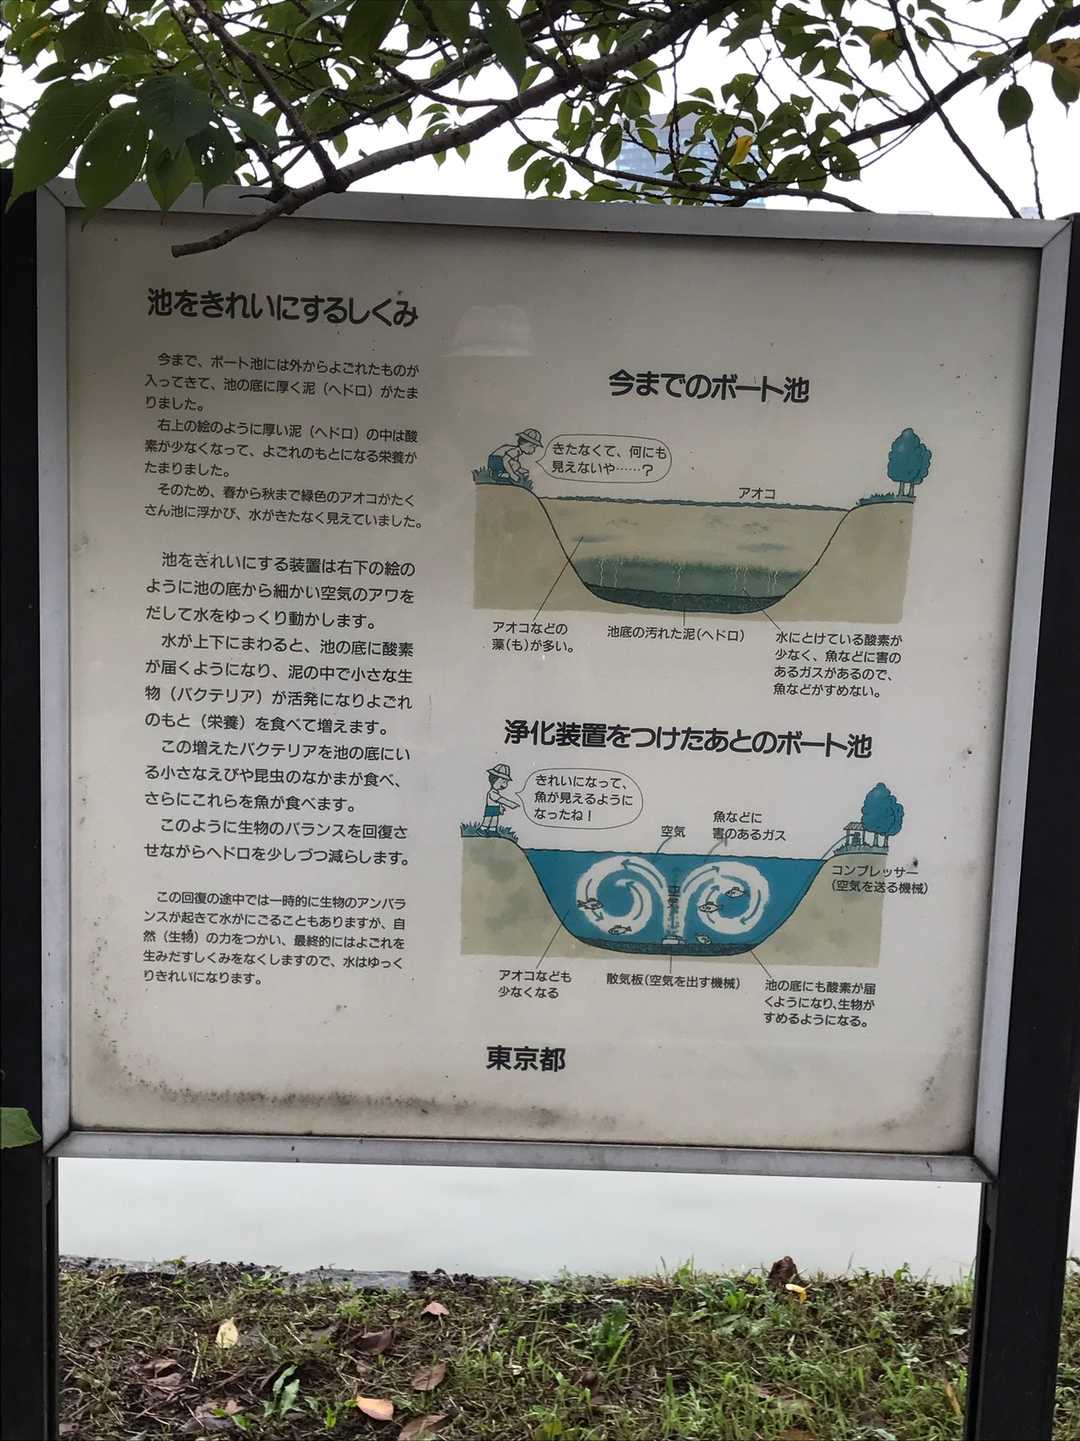 池をきれいにするしくみ
今まで、ボート池には外からよごれたものが
入ってきて、池の底に厚く泥（ヘドロ）がたま
りました。
右上の絵のように厚い泥（ヘドロ）の中は酸
素が少なくなって、よごれのもとになる栄養が
たまりました。
そのため、春から秋まで緑色のアオコがたく
さん池に浮かび、水がきたなく見えていました。
池をきれいにする装置は右下の絵の
ように池の底から細かい空気のアワを
だして水をゆっくり動かします。
水が上下にまわると、池の底に酸素
が届くようになり、泥の中で小さな生
物（バクテリア）が活発になりよごれ
のもと（栄養）を食べて増えます。
この増えたバクテリアを池の底にい
る小さなえびや昆虫のなかまが食べ、
さらにこれらを魚が食べます。
このように生物のバランスを回復さ
せながらヘドロを少しづつ減らします。
この回復の途中では一時的に生物のアンバラ
ンスが起きて水がにごることもありますが、自
然（生物）の力をつかい、最終的にはよごれを
生みだすしくみをなくしますので、水はゆっく
りきれいになります。
今までのボート池
きたなくて、何にも
見えないや……？
アオコ
アオコなどの
藻（も）が多い。
池底の汚れた泥（ヘドロ）
水にとけている酸素が
少なく、魚などに害の
あるガスがあるので、
魚などがすめない。
浄化装置をつけたあとのボート池
きれいになって、
魚が見えるように
なったね！
空気
魚などに
害のあるガス
コンプレッサー
（空気を送る機械）
空気
アオコなども
少なくなる
散気板（空気を出す機械）
池の底にも酸素が届
くようになり、生物が
すめるようになる。
東京都